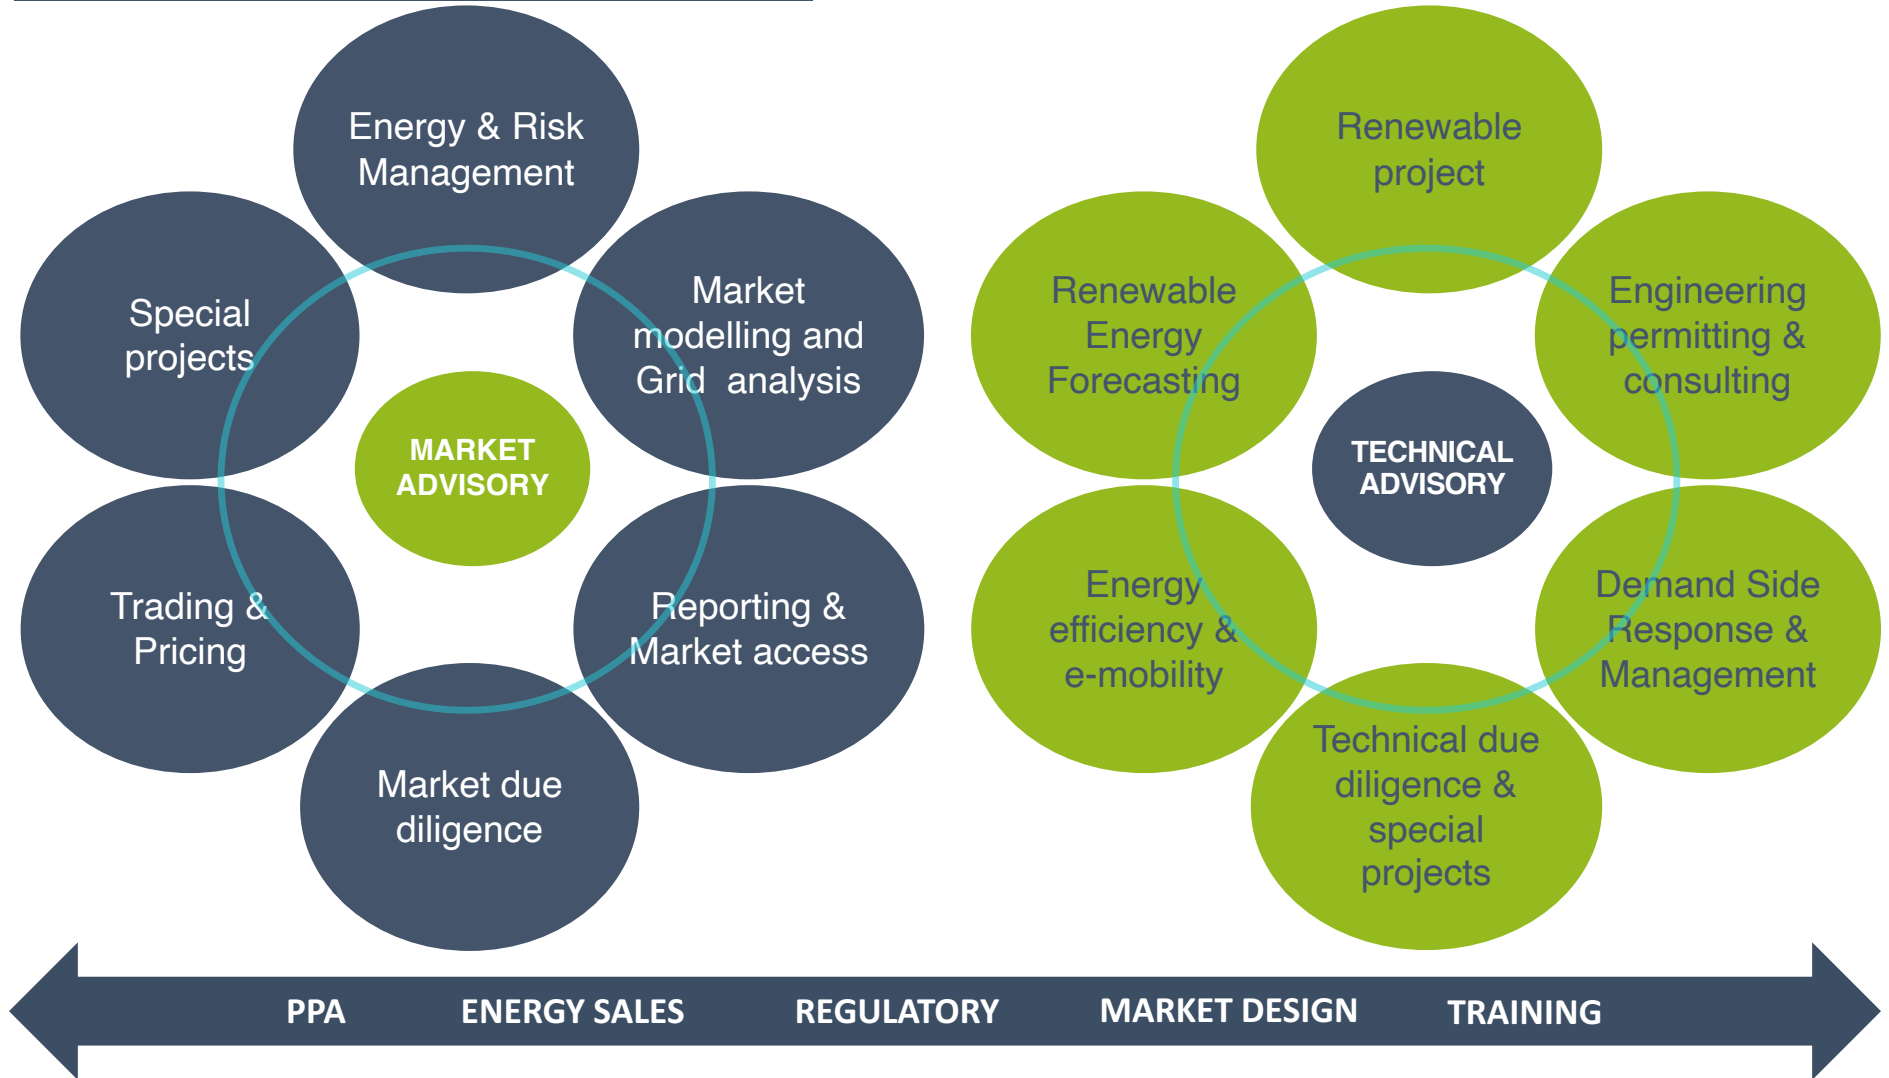 Energy & Risk
Management
Special
projects
Market
modelling and
Grid  analysis
MARKET
ADVISORY
Trading &
Pricing
Reporting &
Market access
Market due
diligence
Renewable
project
Renewable
Energy
Forecasting
Engineering
permitting &
consulting
TECHNICAL
ADVISORY
Energy
efficiency &
e-mobility
Demand Side
Response &
Management
Technical due
diligence &
special
projects
PPA ENERGY SALES REGULATORY MARKET DESIGN TRAINING